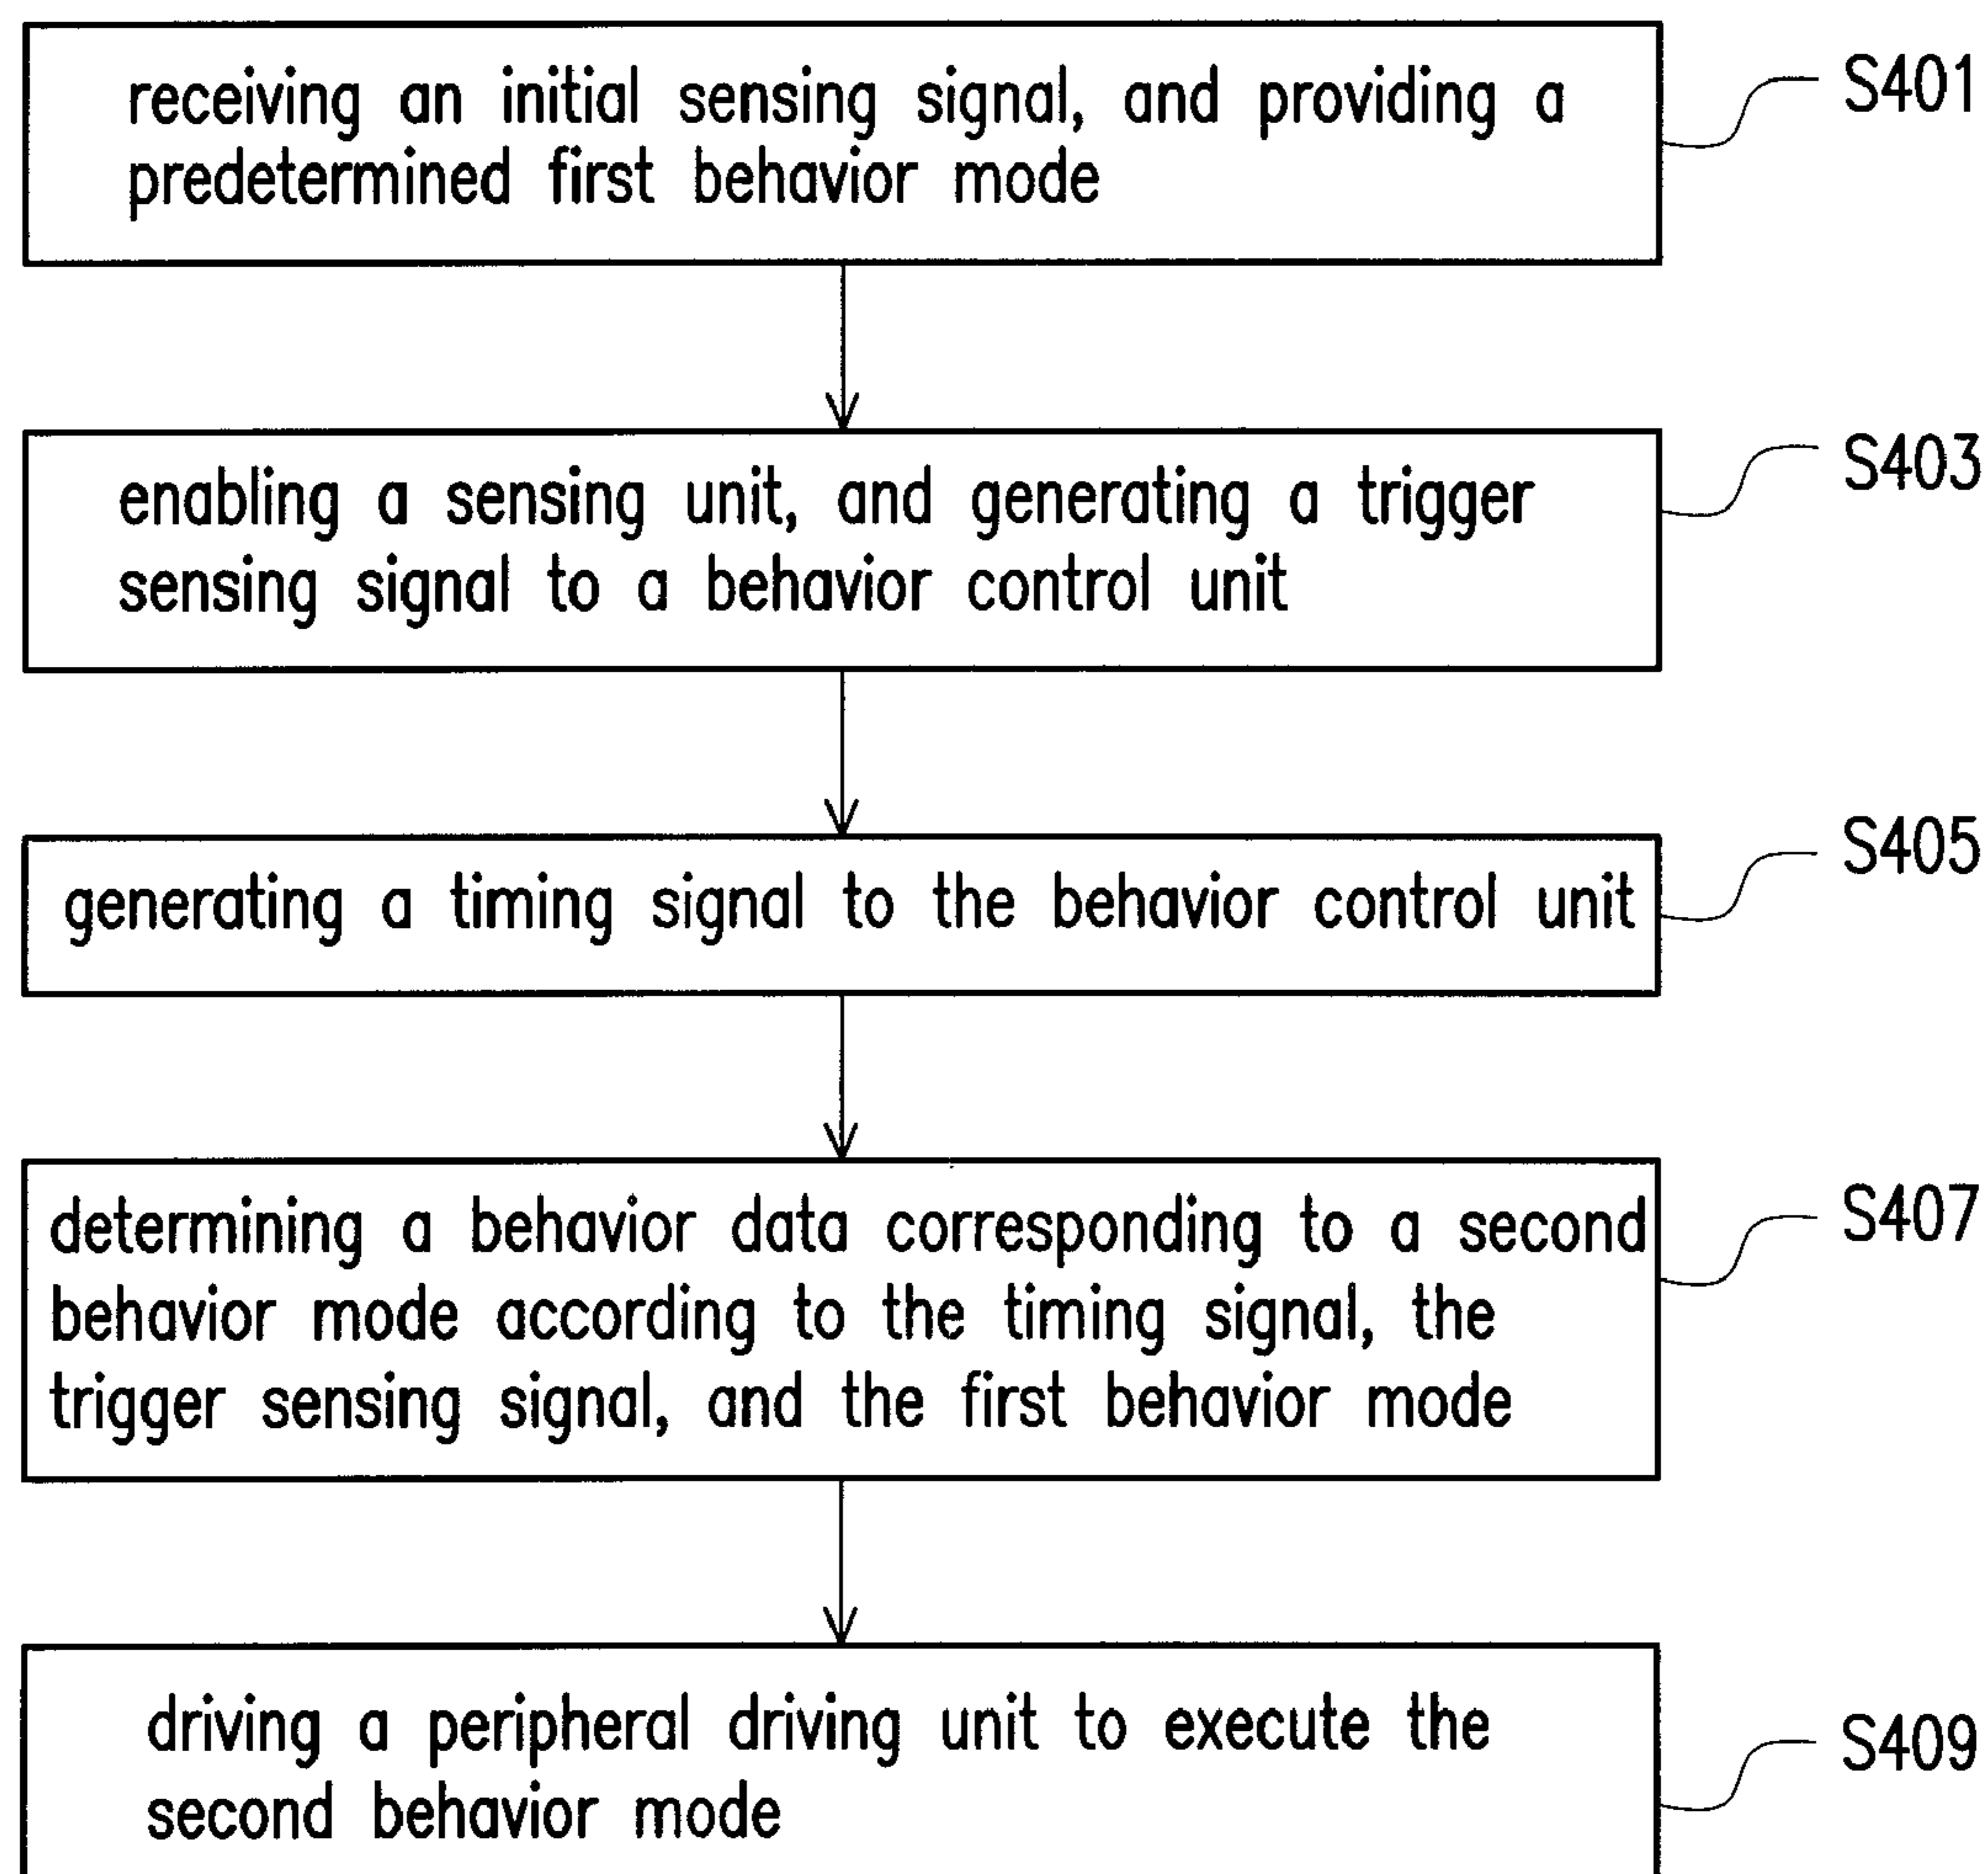 receiving an initial sensing signal, and providing a
predetermined first behavior mode
S401
enabling a sensing unit, and generating a trigger
sensing signal to a behavior control unit
S403
generating a timing signal to the behavior control unit
S405
determining a behavior data corresponding to a second
behavior mode according to the timing signal, the
trigger sensing signal, and the first behavior mode
S407
driving a peripheral driving unit to execute the
second behavior mode
S409